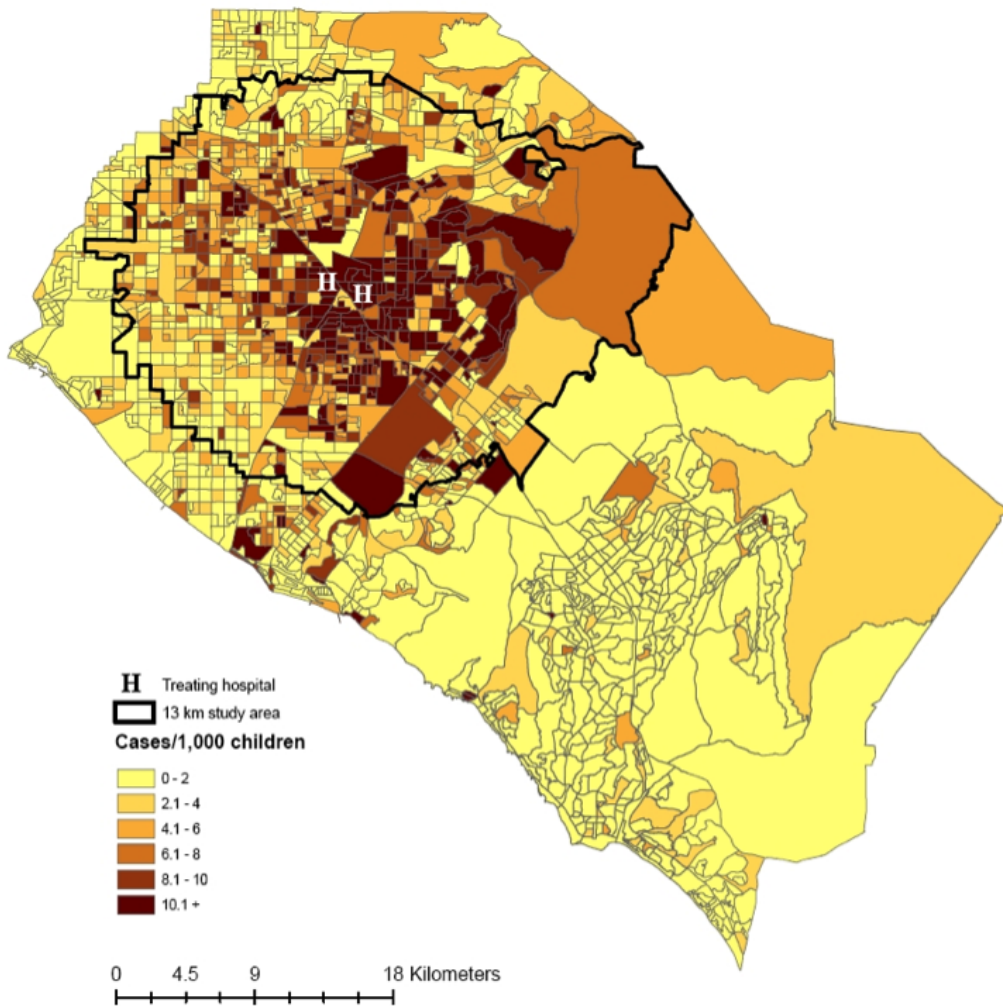 H
H
H Treating hospital
13 km study area
Cases/1,000 children
0 - 2
2.1 - 4
4.1 - 6
6.1 - 8
8.1 - 10
10.1 +
0 4.5 9 18 Kilometers